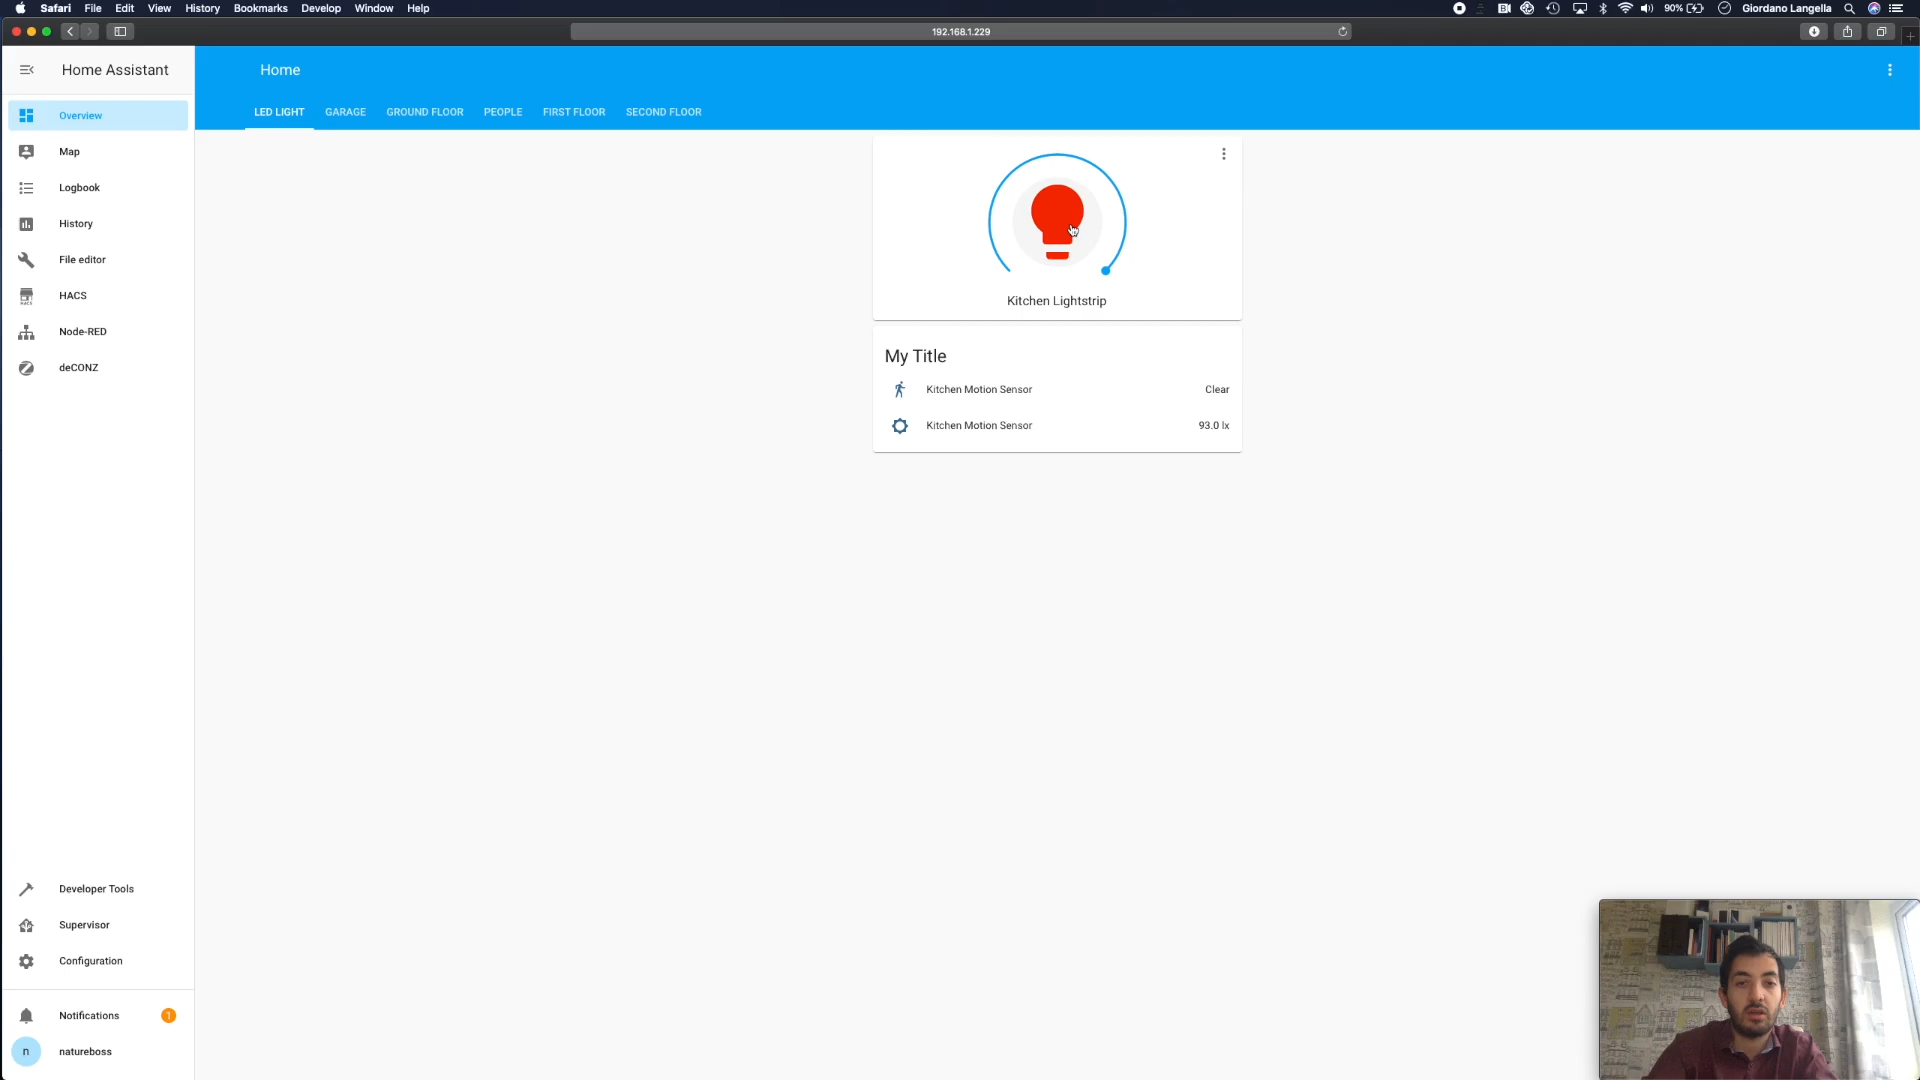 Safari File Edit View History Bookmarks Develop Window Help
90% Giordano Langella
192.168.1.229
Home Assistant
Home
LED LIGHT GARAGE GROUND FLOOR PEOPLE FIRST FLOOR SECOND FLOOR
Overview
Map
Logbook
History
File editor
HACS
Node-RED
deCONZ
Kitchen Lightstrip
My Title
Kitchen Motion Sensor Clear
Kitchen Motion Sensor 93.0 lx
Developer Tools
Supervisor
Configuration
Notifications 1
n natureboss